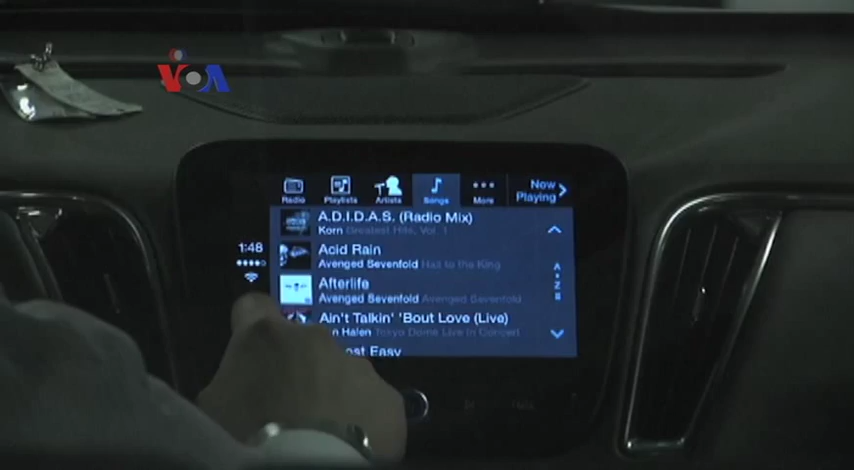 VOA
Radio Playlists Artists Songs More Now Playing
A.D.I.D.A.S. (Radio Mix)
Korn Greatest Hits, Vol. 1
1:48
Acid Rain
Avenged Sevenfold Hail to the King
Afterlife
Avenged Sevenfold Avenged Sevenfold
A
Z
#
Ain't Talkin' 'Bout Love (Live)
Halen Tokyo Dome Live in Concert
Easy